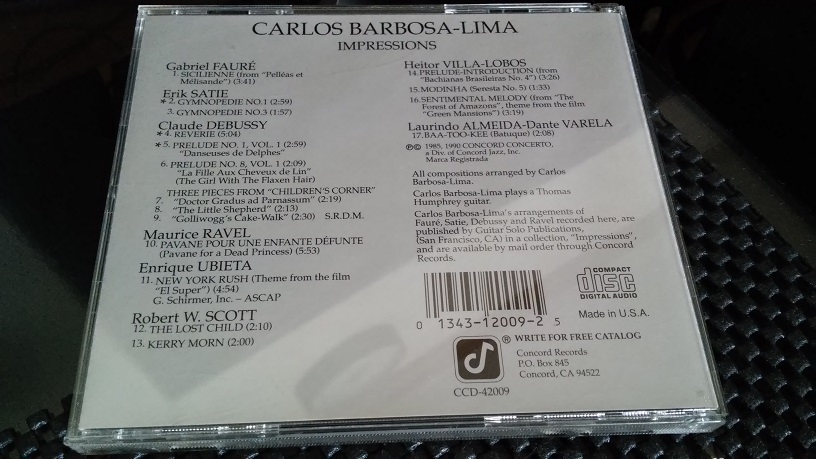 CARLOS BARBOSA-LIMA
IMPRESSIONS
Gabriel FAURÉ
1. SICILIENNE (from "Pelléas et
Mélisande") (3:41)
Erik SATIE
* 2. GYMNOPEDIE NO.1 (2:59)
3. GYMNOPEDIE NO.3 (1:57)
Claude DEBUSSY
* 4. REVERIE (5:04)
* 5. PRELUDE NO. 1, VOL. 1 (2:59)
"Danseuses de Delphes"
6. PRELUDE NO. 8, VOL. 1 (2:09)
"La Fille Aux Cheveux de Lin"
(The Girl With The Flaxen Hair)
THREE PIECES FROM "CHILDREN'S CORNER"
7. "Doctor Gradus ad Parnassum" (2:19)
8. "The Little Shepherd" (2:13)
9. "Golliwogg's Cake-Walk" (2:30) S.R.D.M.
Maurice RAVEL
10. PAVANE POUR UNE ENFANTE DÉFUNTE
(Pavane for a Dead Princess) (5:53)
Enrique UBIETA
11. NEW YORK RUSH (Theme from the film
"El Super") (4:54)
G. Schirmer, Inc. – ASCAP
Robert W. SCOTT
12. THE LOST CHILD (2:10)
13. KERRY MORN (2:00)
Heitor VILLA-LOBOS
14. PRELUDE-INTRODUCTION (from
"Bachianas Brasileiras No. 4") (3:26)
15. MODINHA (Seresta No. 5) (1:33)
16. SENTIMENTAL MELODY (from "The
Forest of Amazons", theme from the film
"Green Mansions") (3:19)
Laurindo ALMEIDA-Dante VARELA
17. BAA-TOO-KEE (Batuque) (2:08)
℗© 1985, 1990 CONCORD CONCERTO,
a Div. of Concord Jazz, Inc.
Marca Registrada
All compositions arranged by Carlos
Barbosa-Lima.
Carlos Barbosa-Lima plays a Thomas
Humphrey guitar.
Carlos Barbosa-Lima's arrangements of
Fauré, Satie, Debussy and Ravel recorded here, are
published by Guitar Solo Publications,
(San Francisco, CA) in a collection, "Impressions",
and are available by mail order through Concord
Records.
COMPACT
disc
DIGITAL AUDIO
0 1343-12009-2 5
Made in U.S.A.
® WRITE FOR FREE CATALOG
Concord Records
P.O. Box 845
Concord, CA 94522
CCD-42009